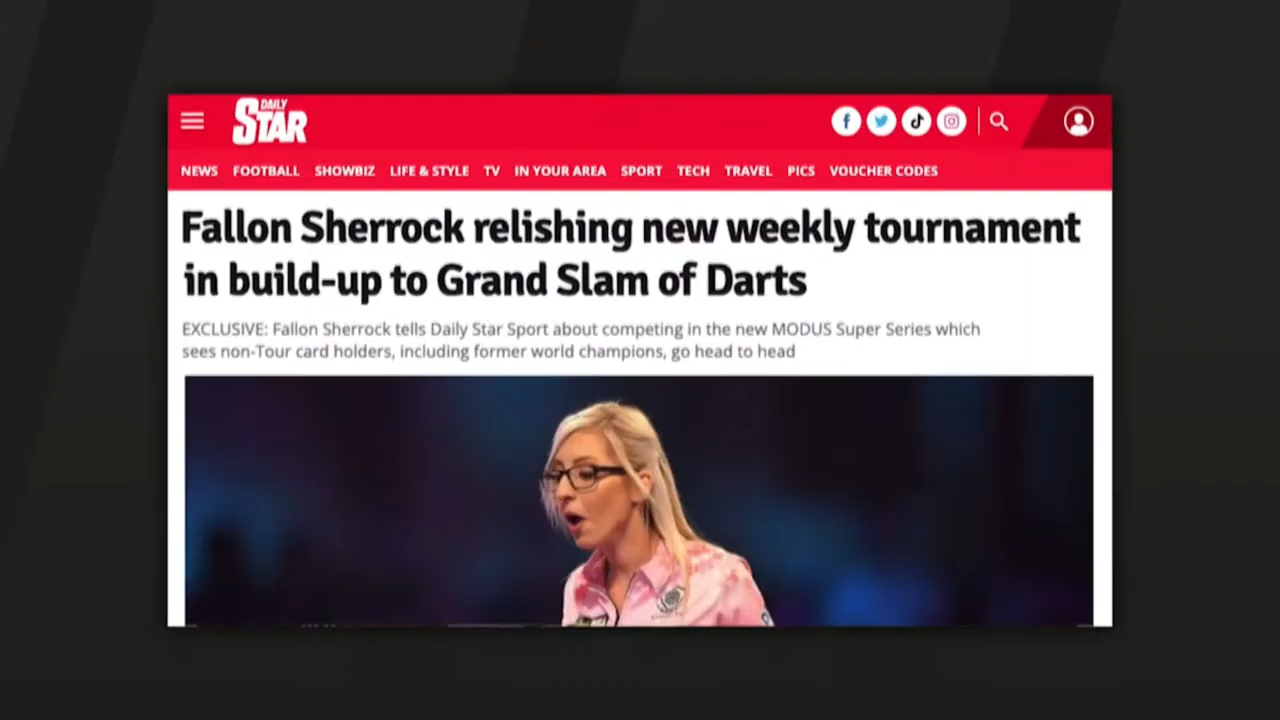 DAILY
STAR
NEWS FOOTBALL SHOWBIZ LIFE & STYLE TV IN YOUR AREA SPORT TECH TRAVEL PICS VOUCHER CODES
Fallon Sherrock relishing new weekly tournament
in build-up to Grand Slam of Darts
EXCLUSIVE: Fallon Sherrock tells Daily Star Sport about competing in the new MODUS Super Series which
sees non-Tour card holders, including former world champions, go head to head